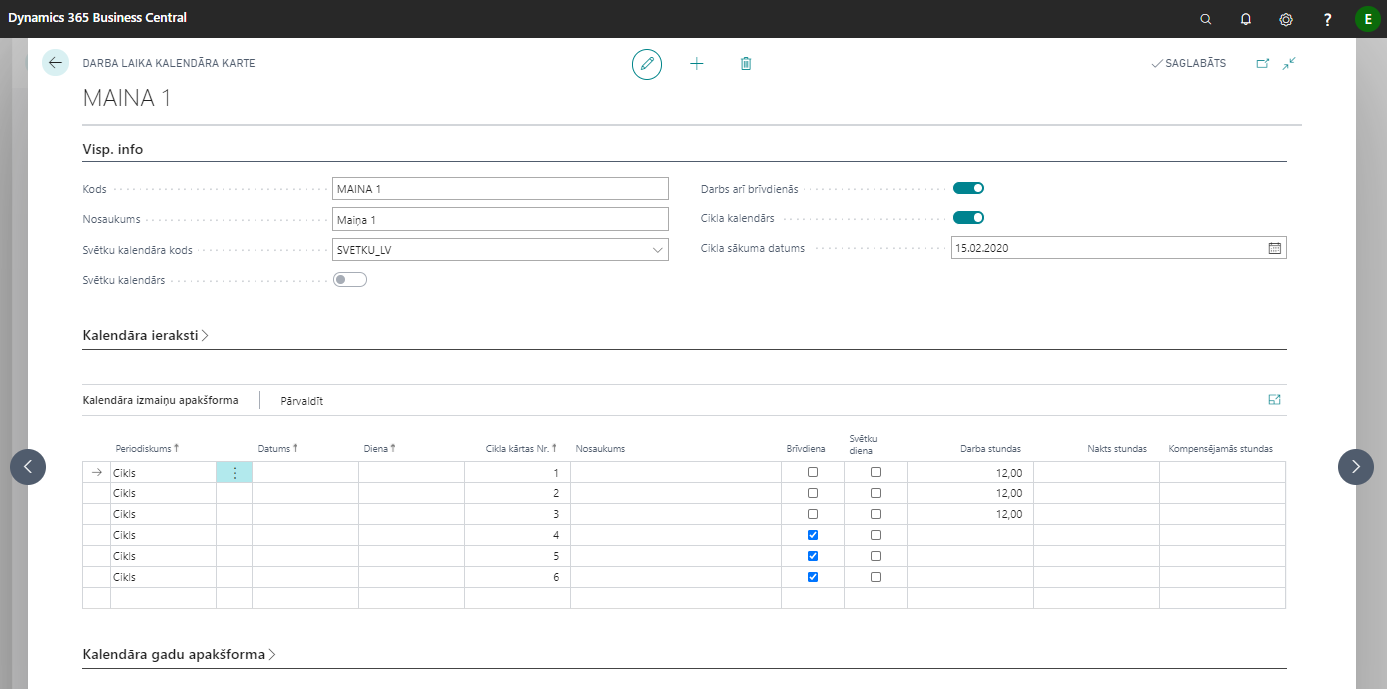 Dynamics 365 Business Central
?
E
DARBA LAIKA KALENDĀRA KARTE
SAGLABĀTS
MAINA 1
Visp. info
Kods MAINA 1
Darbs arī brīvdienās
Nosaukums Maiņa 1
Cikla kalendārs
Svētku kalendāra kods SVETKU_LV
Cikla sākuma datums 15.02.2020
Svētku kalendārs
Kalendāra ieraksti
Kalendāra izmaiņu apakšforma Pārvaldīt
Periodiskums Datums Diena Cikla kārtas Nr. Nosaukums Brīvdiena Svētku diena Darba stundas Nakts stundas Kompensējamās stundas
Cikls 1 12,00
Cikls 2 12,00
Cikls 3 12,00
Cikls 4
Cikls 5
Cikls 6
Kalendāra gadu apakšforma